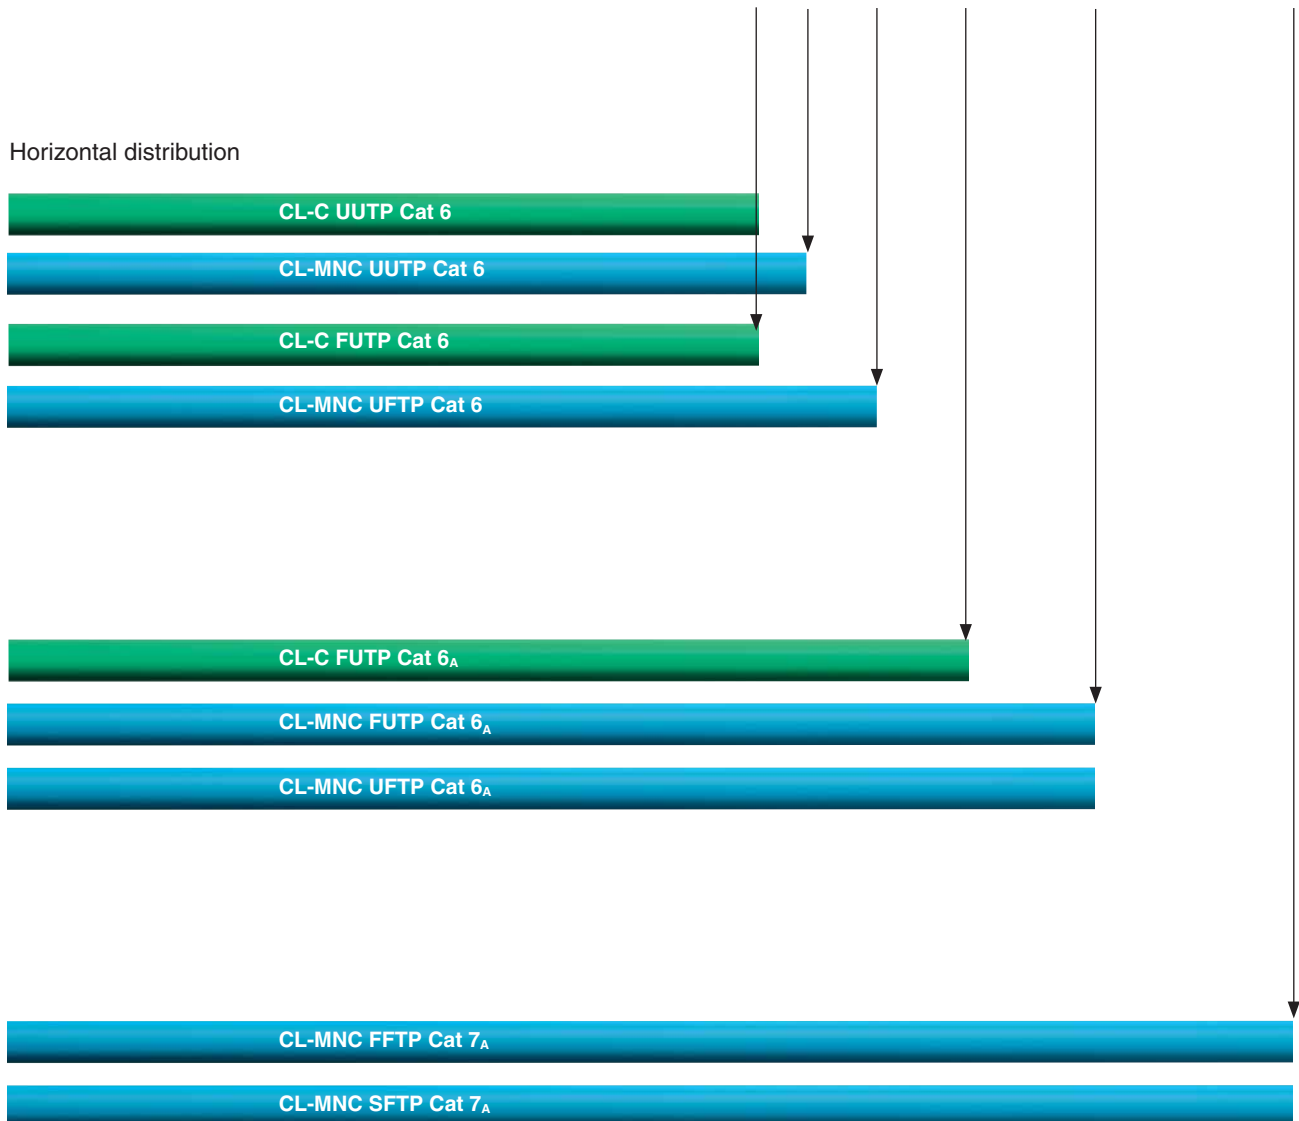 Horizontal distribution
CL-C UUTP Cat 6
CL-MNC UUTP Cat 6
CL-C FUTP Cat 6
CL-MNC UFTP Cat 6
CL-C FUTP Cat 6A
CL-MNC FUTP Cat 6A
CL-MNC UFTP Cat 6A
CL-MNC FFTP Cat 7A
CL-MNC SFTP Cat 7A